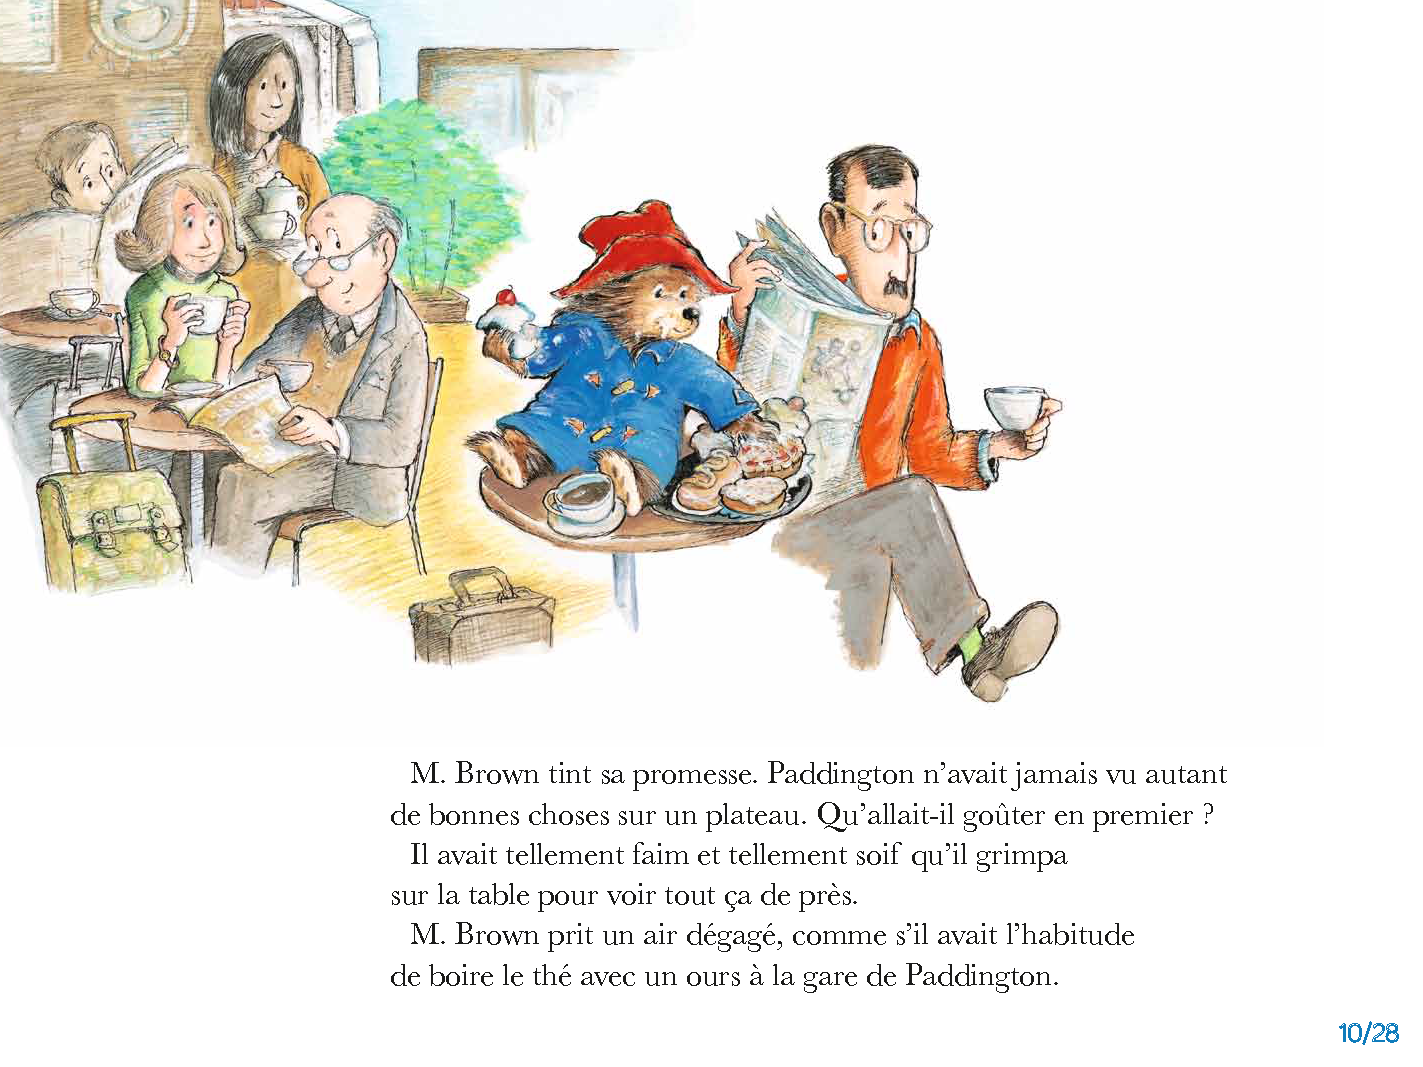 M. Brown tint sa promesse. Paddington n'avait jamais vu autant
de bonnes choses sur un plateau. Qu'allait-il goûter en premier ?
Il avait tellement faim et tellement soif qu'il grimpa
sur la table pour voir tout ça de près.
M. Brown prit un air dégagé, comme s'il avait l'habitude
de boire le thé avec un ours à la gare de Paddington.
10/28